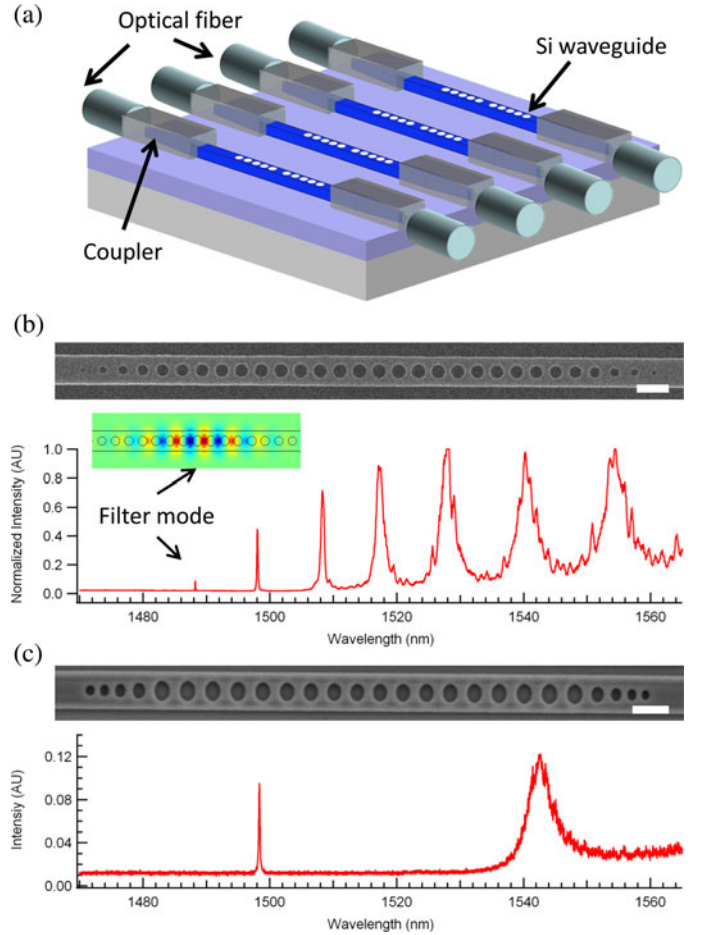 (a)
Optical fiber
Si waveguide
Coupler
(b)
Normalized Intensity (AU)
1.0
0.8
0.6
0.4
0.2
0.0
Filter mode
1480 1500 1520 1540 1560
Wavelength (nm)
(c)
Intensiy (AU)
0.12
0.08
0.04
0.00
1480 1500 1520 1540 1560
Wavelength (nm)